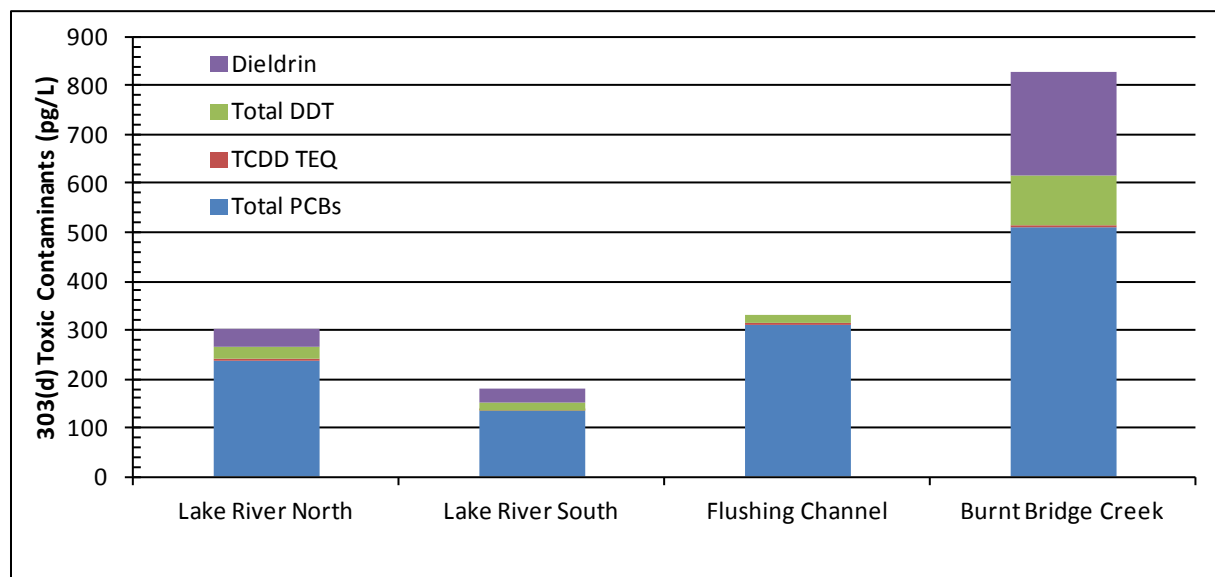 303(d) Toxic Contaminants (pg/L)
900
800
700
600
500
400
300
200
100
0
Dieldrin
Total DDT
TCDD TEQ
Total PCBs
Lake River North
Lake River South
Flushing Channel
Burnt Bridge Creek